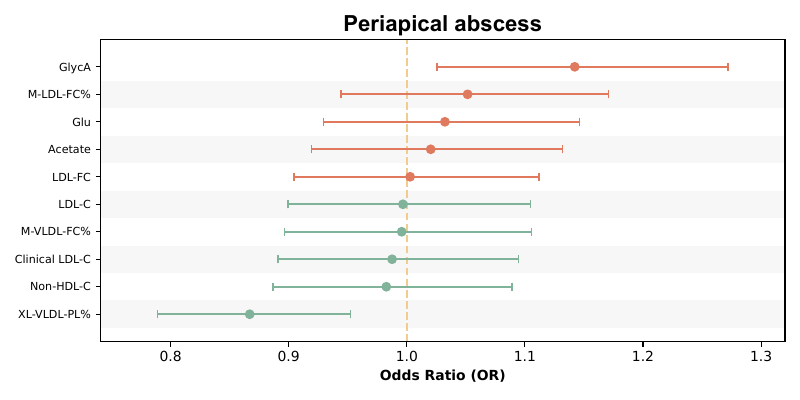 Periapical abscess
GlycA
M-LDL-FC%
Glu
Acetate
LDL-FC
LDL-C
M-VLDL-FC%
Clinical LDL-C
Non-HDL-C
XL-VLDL-PL%
0.8 0.9 1.0 1.1 1.2 1.3
Odds Ratio (OR)